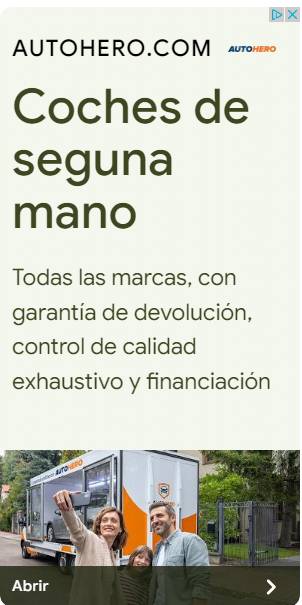 AUTOHERO.COM AUTOHERO
Coches de
seguna
mano
Todas las marcas, con
garantía de devolución,
control de calidad
exhaustivo y financiación
AUTOHERO
Abrir